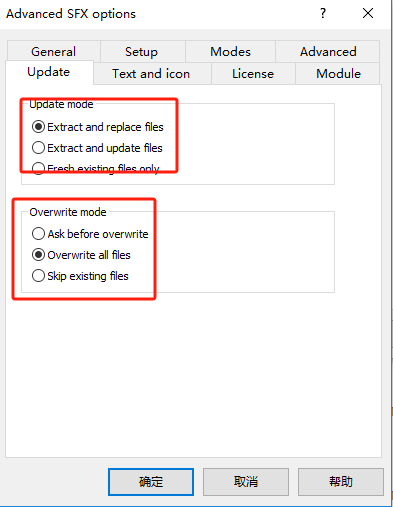 Advanced SFX options
General Setup Modes Advanced
Update Text and icon License Module
Update mode
Extract and replace files
Extract and update files
Fresh existing files only
Overwrite mode
Ask before overwrite
Overwrite all files
Skip existing files
确定 取消 帮助